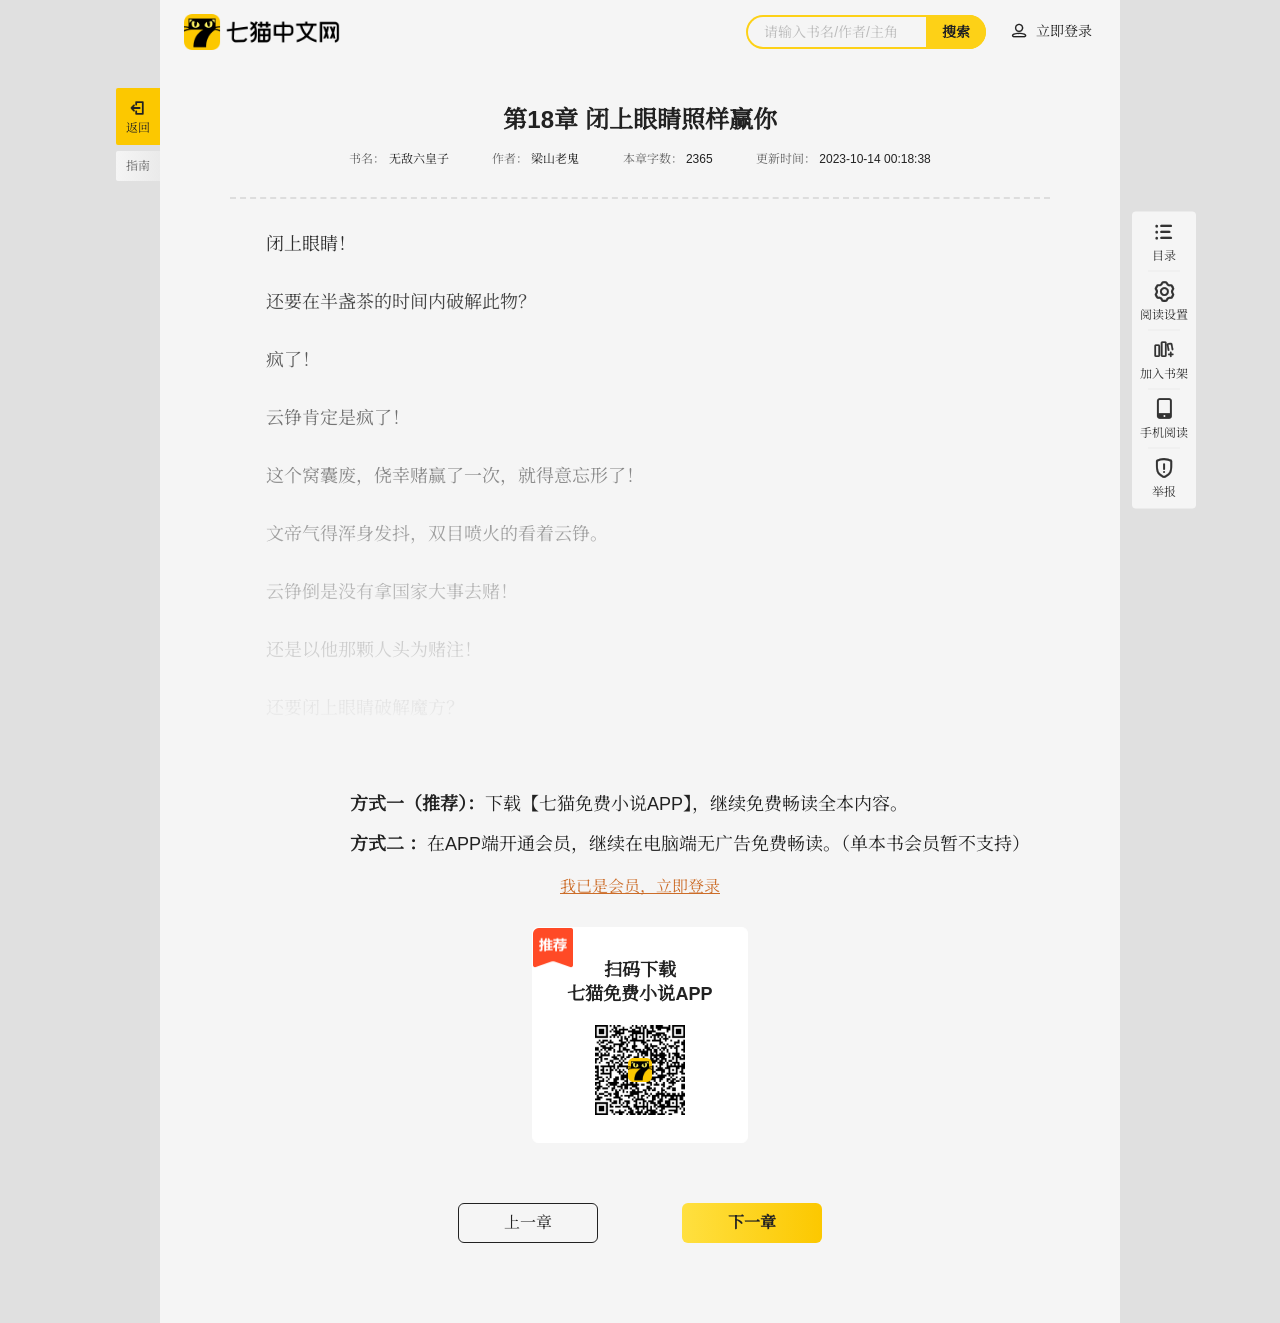 七猫中文网
请输入书名/作者/主角
搜索
立即登录
返回
指南
第18章 闭上眼睛照样赢你
书名： 无敌六皇子 作者： 梁山老鬼 本章字数： 2365 更新时间： 2023-10-14 00:18:38
闭上眼睛！
还要在半盏茶的时间内破解此物？
疯了！
云铮肯定是疯了！
这个窝囊废，侥幸赌赢了一次，就得意忘形了！
文帝气得浑身发抖，双目喷火的看着云铮。
云铮倒是没有拿国家大事去赌！
还是以他那颗人头为赌注！
还要闭上眼睛破解魔方？
目录
阅读设置
加入书架
手机阅读
举报
方式一（推荐）：下载【七猫免费小说APP】，继续免费畅读全本内容。
方式二 ：在APP端开通会员，继续在电脑端无广告免费畅读。（单本书会员暂不支持）
我已是会员，立即登录
推荐
扫码下载
七猫免费小说APP
上一章
下一章